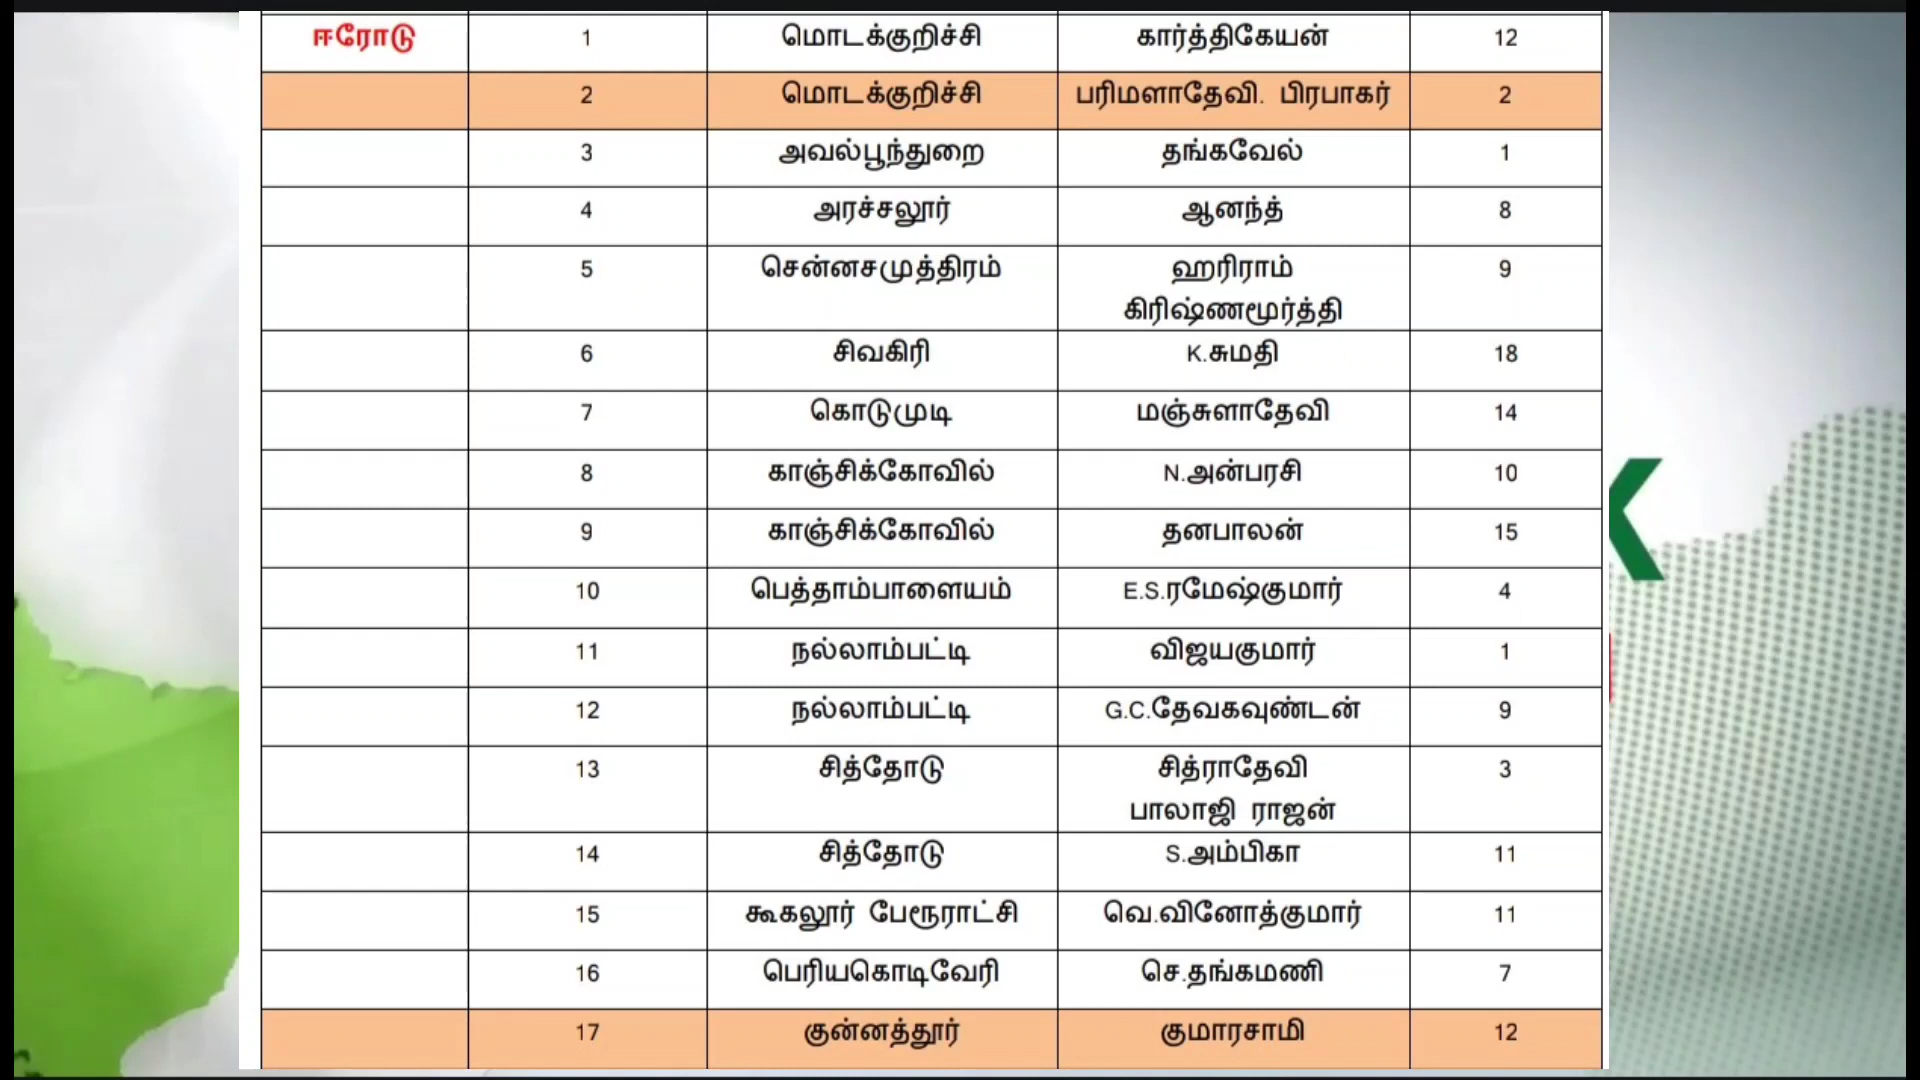 ஈரோடு 1 மொடக்குறிச்சி கார்த்திகேயன் 12
2 மொடக்குறிச்சி பரிமளாதேவி. பிரபாகர் 2
3 அவல்பூந்துறை தங்கவேல் 1
4 அரச்சலூர் ஆனந்த் 8
5 சென்னசமுத்திரம் ஹரிராம் 9
கிரிஷ்ணமூர்த்தி
6 சிவகிரி K.சுமதி 18
7 கொடுமுடி மஞ்சுளாதேவி 14
8 காஞ்சிக்கோவில் N.அன்பரசி 10
9 காஞ்சிக்கோவில் தனபாலன் 15
10 பெத்தாம்பாளையம் E.S.ரமேஷ்குமார் 4
11 நல்லாம்பட்டி விஜயகுமார் 1
12 நல்லாம்பட்டி G.C.தேவகவுண்டன் 9
13 சித்தோடு சித்ராதேவி 3
பாலாஜி ராஜன்
14 சித்தோடு S.அம்பிகா 11
15 கூகலூர் பேரூராட்சி வெ.வினோத்குமார் 11
16 பெரியகொடிவேரி செ.தங்கமணி 7
17 குன்னத்தூர் குமாரசாமி 12